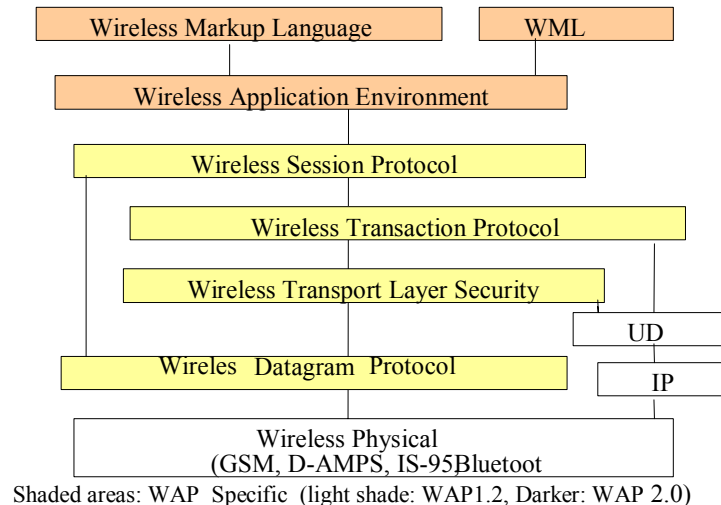 Wireless Markup Language
WML
Wireless Application Environment
Wireless Session Protocol
Wireless Transaction Protocol
Wireless Transport Layer Security
UD
Wireles Datagram Protocol
IP
Wireless Physical
(GSM, D-AMPS, IS-95,Bluetoot
Shaded areas: WAP Specific (light shade: WAP1.2, Darker: WAP 2.0)